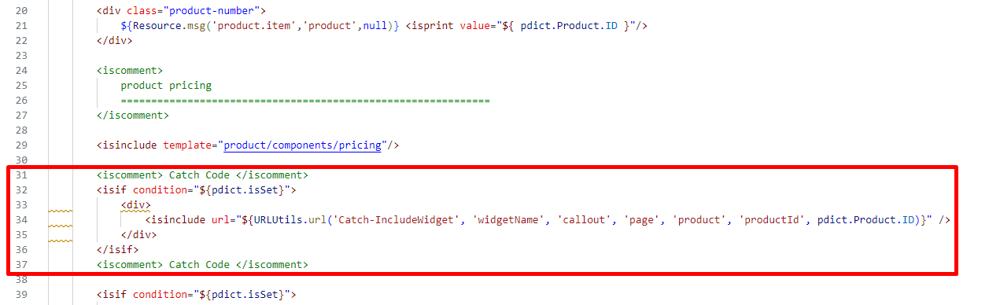 20 <div class="product-number">
21 ${Resource.msg('product.item','product',null)} <isprint value="${ pdict.Product.ID }"/>
22 </div>
23
24 <iscomment>
25 product pricing
26 =============================================================
27 </iscomment>
28
29 <isinclude template="product/components/pricing"/>
30
31 <iscomment> Catch Code </iscomment>
32 <isif condition="${pdict.isSet}">
33 <div>
34 <isinclude url="${URLUtils.url('Catch-IncludeWidget', 'widgetName', 'callout', 'page', 'product', 'productId', pdict.Product.ID)}" />
35 </div>
36 </isif>
37 <iscomment> Catch Code </iscomment>
38
39 <isif condition="${pdict.isSet}">